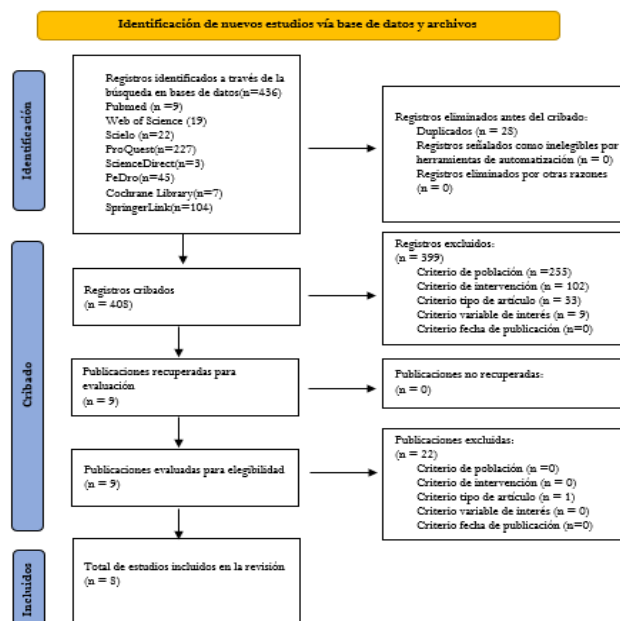 Identificación de nuevos estudios vía base de datos y archivos
Identificación
Registros identificados a través de la
búsqueda en bases de datos(n=436)
Pubmed (n =9)
Web of Science (19)
Scielo (n=22)
ProQuest(n=227)
ScienceDirect(n=3)
PeDro(n=45)
Cochrane Library(n=7)
SpringerLink(n=104)
Registros eliminados antes del cribado:
Duplicados (n = 28)
Registros señalados como inelegibles por
herramientas de automatización (n = 0)
Registros eliminados por otras razones
(n = 0)
Cribado
Registros cribados
(n = 408)
Registros excluidos:
(n = 399)
Criterio de población (n =255)
Criterio de intervención (n = 102)
Criterio tipo de artículo (n = 33)
Criterio variable de interés (n = 9)
Criterio fecha de publicación (n=0)
Publicaciones recuperadas para
evaluación
(n = 9)
Publicaciones no recuperadas:
(n = 0)
Publicaciones evaluadas para elegibilidad
(n = 9)
Publicaciones excluidas:
(n = 22)
Criterio de población (n =0)
Criterio de intervención (n = 0)
Criterio tipo de artículo (n = 1)
Criterio variable de interés (n = 0)
Criterio fecha de publicación (n=0)
Incluidos
Total de estudios incluidos en la revisión
(n = 8)